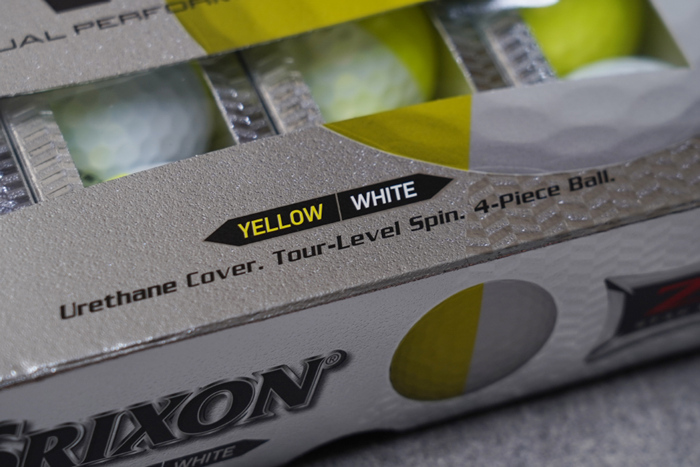 UAL PERFOR
YELLOW WHITE
Urethane Cover. Tour-Level Spin. 4-Piece Ball.
SRIXON®
WHITE